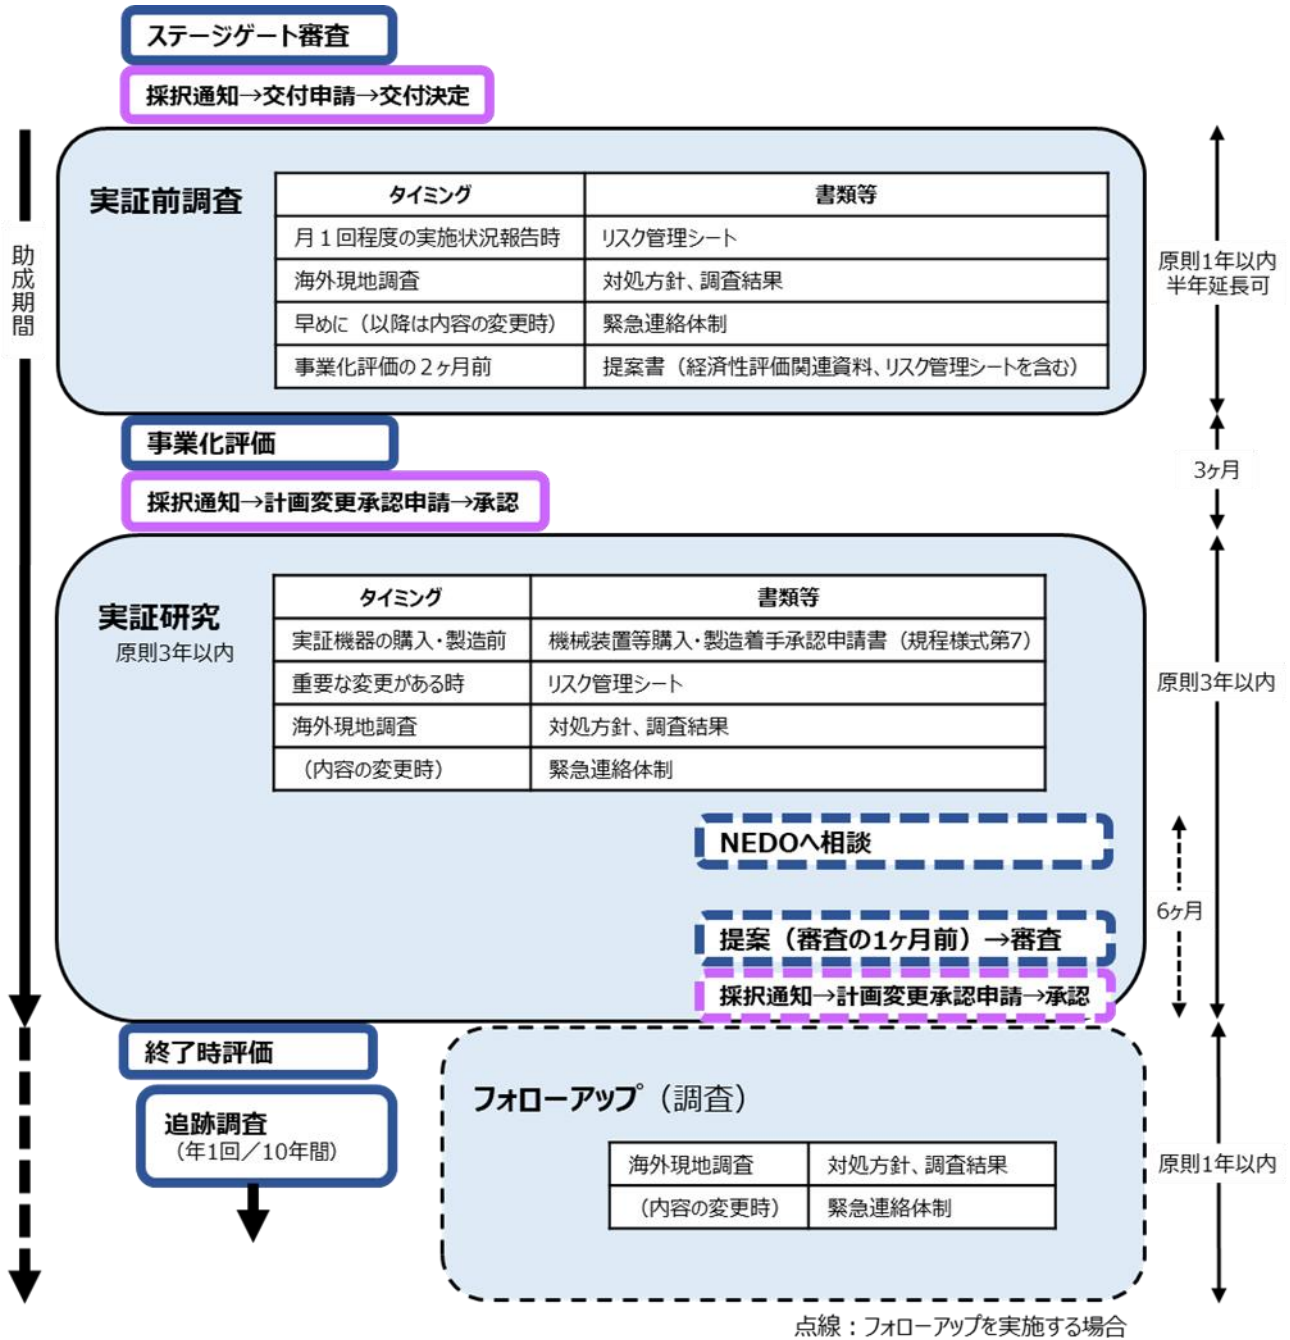 ステージゲート審査
採択通知→交付申請→交付決定
助成期間
実証前調査
タイミング 書類等
月1回程度の実施状況報告時 リスク管理シート
海外現地調査 対処方針、調査結果
早めに（以降は内容の変更時） 緊急連絡体制
事業化評価の2ヶ月前 提案書（経済性評価関連資料、リスク管理シートを含む）
原則1年以内
半年延長可
事業化評価
採択通知→計画変更承認申請→承認
3ヶ月
実証研究
原則3年以内
タイミング 書類等
実証機器の購入・製造前 機械装置等購入・製造着手承認申請書（規程様式第7）
重要な変更がある時 リスク管理シート
海外現地調査 対処方針、調査結果
（内容の変更時） 緊急連絡体制
原則3年以内
NEDOへ相談
6ヶ月
提案（審査の1ヶ月前）→審査
採択通知→計画変更承認申請→承認
終了時評価
追跡調査
（年1回／10年間）
フォローアップ（調査）
海外現地調査 対処方針、調査結果
（内容の変更時） 緊急連絡体制
原則1年以内
点線：フォローアップを実施する場合